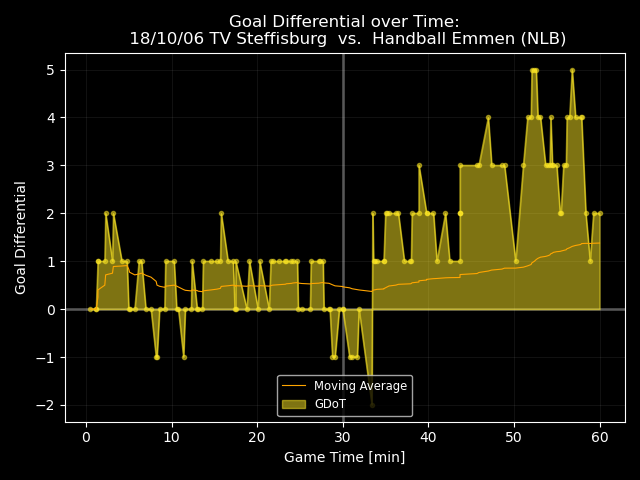 Goal Differential over Time:
18/10/06 TV Steffisburg  vs.  Handball Emmen (NLB)
Goal Differential
5
4
3
2
1
0
−1
−2
Moving Average
GDoT
0 10 20 30 40 50 60
Game Time [min]